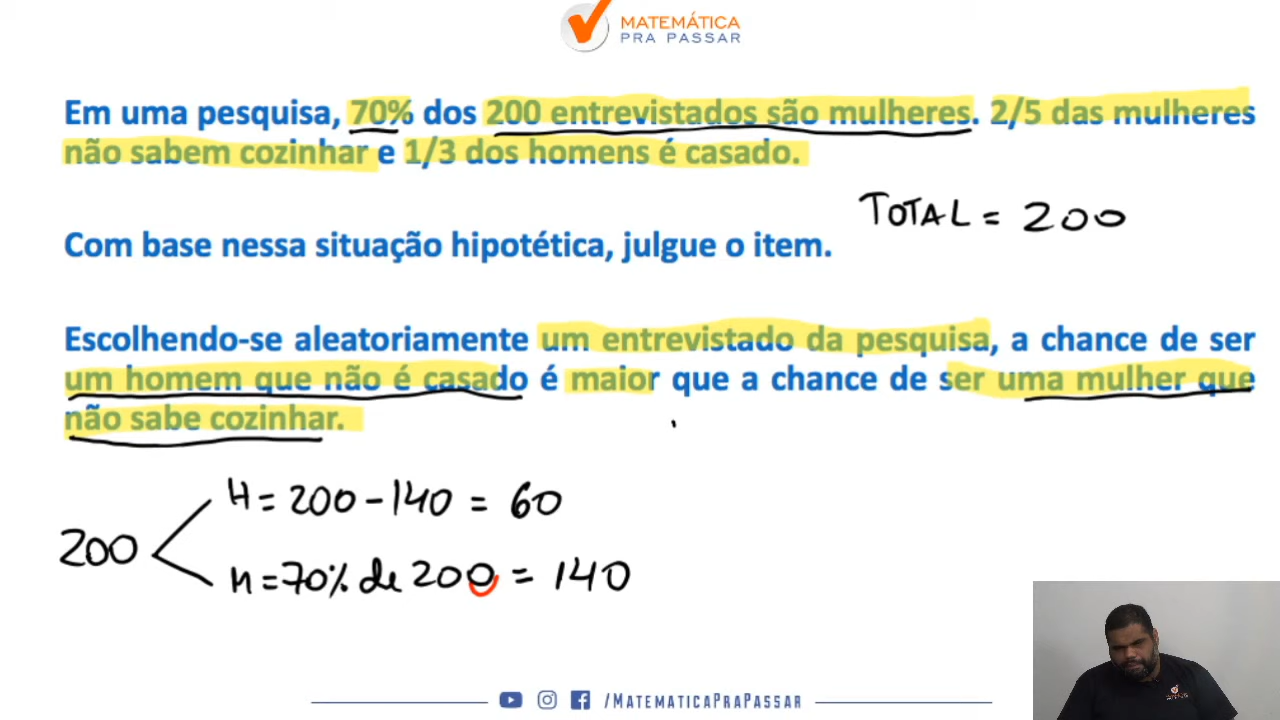 MATEMÁTICA
PRA PASSAR
Em uma pesquisa, 70% dos 200 entrevistados são mulheres. 2/5 das mulheres
não sabem cozinhar e 1/3 dos homens é casado.
TOTAL = 200
Com base nessa situação hipotética, julgue o item.
Escolhendo-se aleatoriamente um entrevistado da pesquisa, a chance de ser
um homem que não é casado é maior que a chance de ser uma mulher que
não sabe cozinhar.
H = 200 - 140 = 60
200
M = 70% de 200 = 140
/MATEMATICAPRAPASSAR